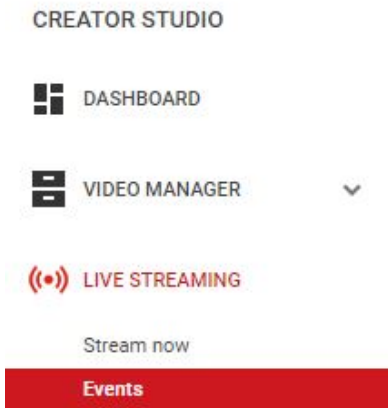 CREATOR STUDIO
DASHBOARD
VIDEO MANAGER
LIVE STREAMING
Stream now
Events